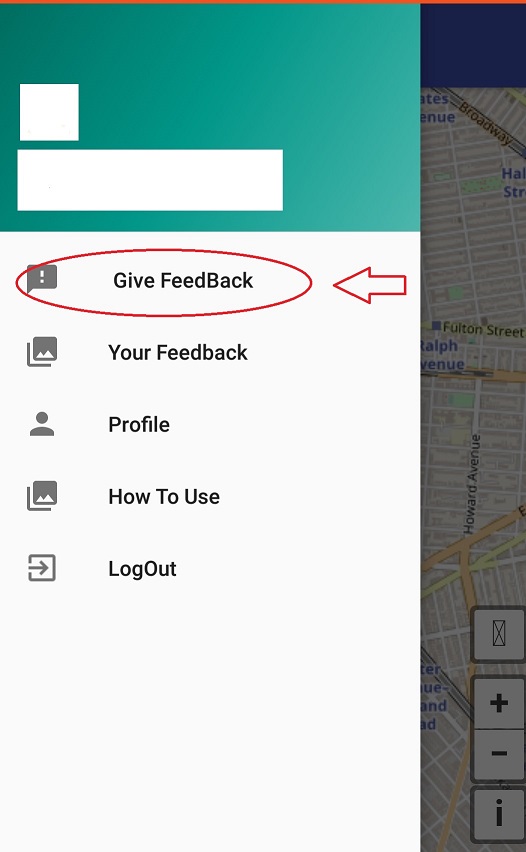 ates
enue
Broadway
Hal
Str
Give FeedBack
Fulton Street
Ralph
venue
Your Feedback
Profile
Howard Avenue
How To Use
LogOut
ter
ue-
and
ad
+
−
i